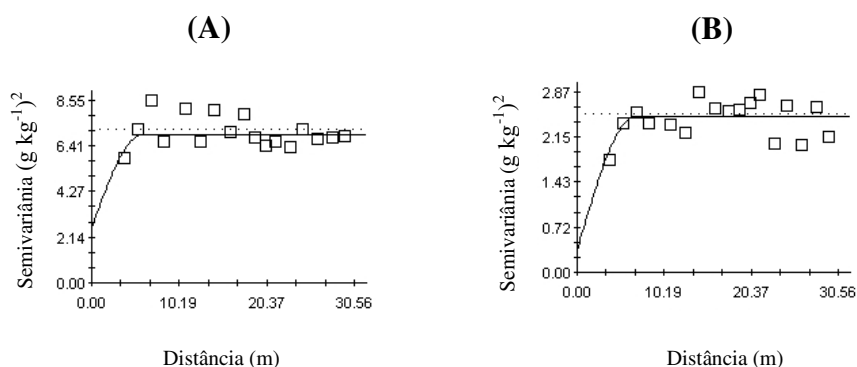 (A)
Semivariânia (g kg-1)2
8.55
6.41
4.27
2.14
0.00
0.00 10.19 20.37 30.56
Distância (m)
(B)
Semivariânia (g kg-1)2
2.87
2.15
1.43
0.72
0.00
0.00 10.19 20.37 30.56
Distância (m)